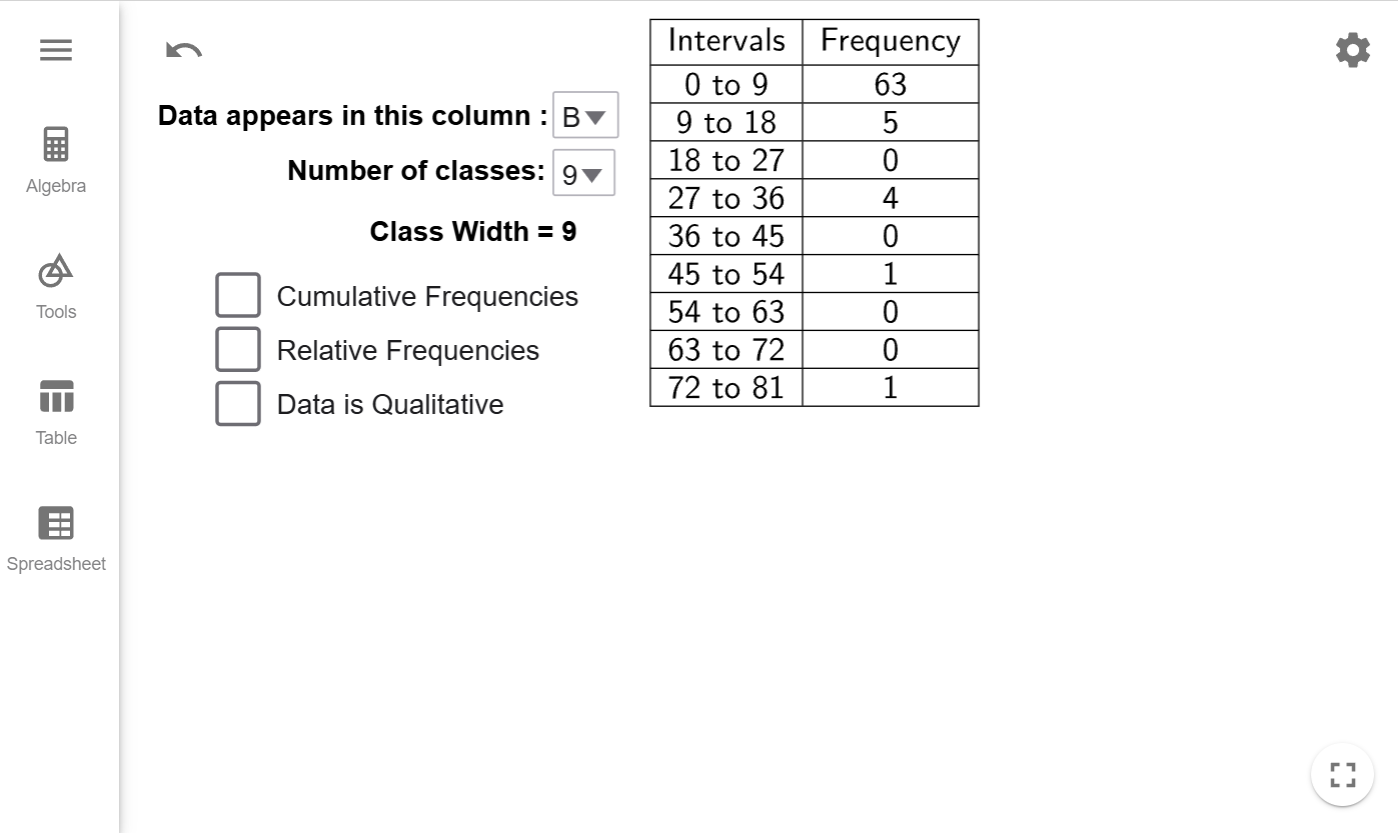 Algebra
Tools
Table
Spreadsheet
Data appears in this column : B
Number of classes: 9
Class Width = 9
Cumulative Frequencies
Relative Frequencies
Data is Qualitative
Intervals Frequency
0 to 9 63
9 to 18 5
18 to 27 0
27 to 36 4
36 to 45 0
45 to 54 1
54 to 63 0
63 to 72 0
72 to 81 1